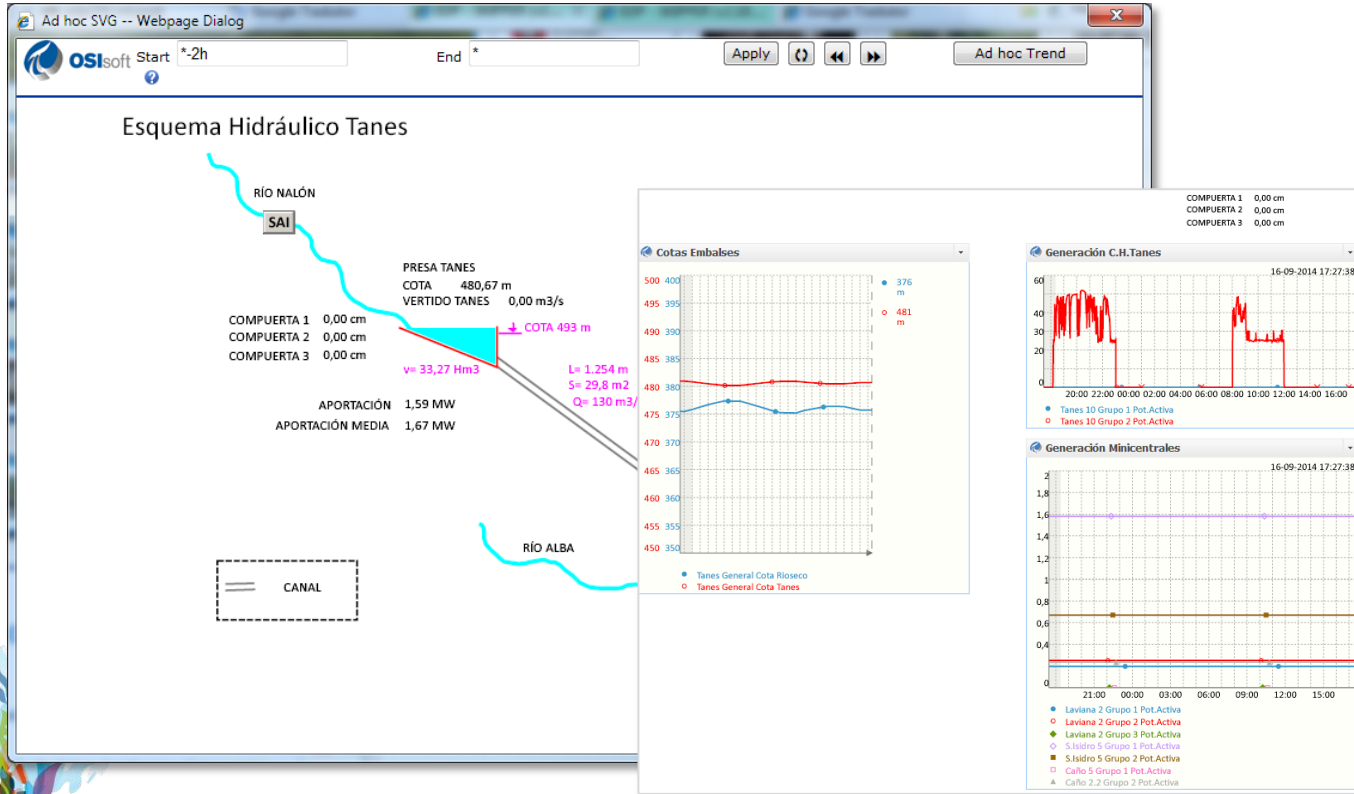 Ad hoc SVG -- Webpage Dialog
OSIsoft Start *-2h End * Apply Ad hoc Trend
Esquema Hidráulico Tanes
RÍO NALÓN
SAI
PRESA TANES
COTA 480,67 m
VERTIDO TANES 0,00 m3/s
COMPUERTA 1 0,00 cm
COMPUERTA 2 0,00 cm
COMPUERTA 3 0,00 cm
COTA 493 m
v= 33,27 Hm3
L= 1.254 m
S= 29,8 m2
Q= 130 m3/
APORTACIÓN 1,59 MW
APORTACIÓN MEDIA 1,67 MW
RÍO ALBA
CANAL
COMPUERTA 1 0,00 cm
COMPUERTA 2 0,00 cm
COMPUERTA 3 0,00 cm
Cotas Embalses
500 400
495 395
490 390
485 385
480 380
475 375
470 370
465 365
460 360
455 355
450 350
376
m
481
m
Tanes General Cota Rioseco
Tanes General Cota Tanes
Generación C.H.Tanes
16-09-2014 17:27:38
60
40
30
20
0
20:00 22:00 00:00 02:00 04:00 06:00 08:00 10:00 12:00 14:00 16:00
Tanes 10 Grupo 1 Pot.Activa
Tanes 10 Grupo 2 Pot.Activa
Generación Minicentrales
16-09-2014 17:27:38
2
1,8
1,6
1,4
1,2
1
0,8
0,6
0,4
0
21:00 00:00 03:00 06:00 09:00 12:00 15:00
Laviana 2 Grupo 1 Pot.Activa
Laviana 2 Grupo 2 Pot.Activa
Laviana 2 Grupo 3 Pot.Activa
S.Isidro 5 Grupo 1 Pot.Activa
S.Isidro 5 Grupo 2 Pot.Activa
Caño 5 Grupo 1 Pot.Activa
Caño 2.2 Grupo 2 Pot.Activa